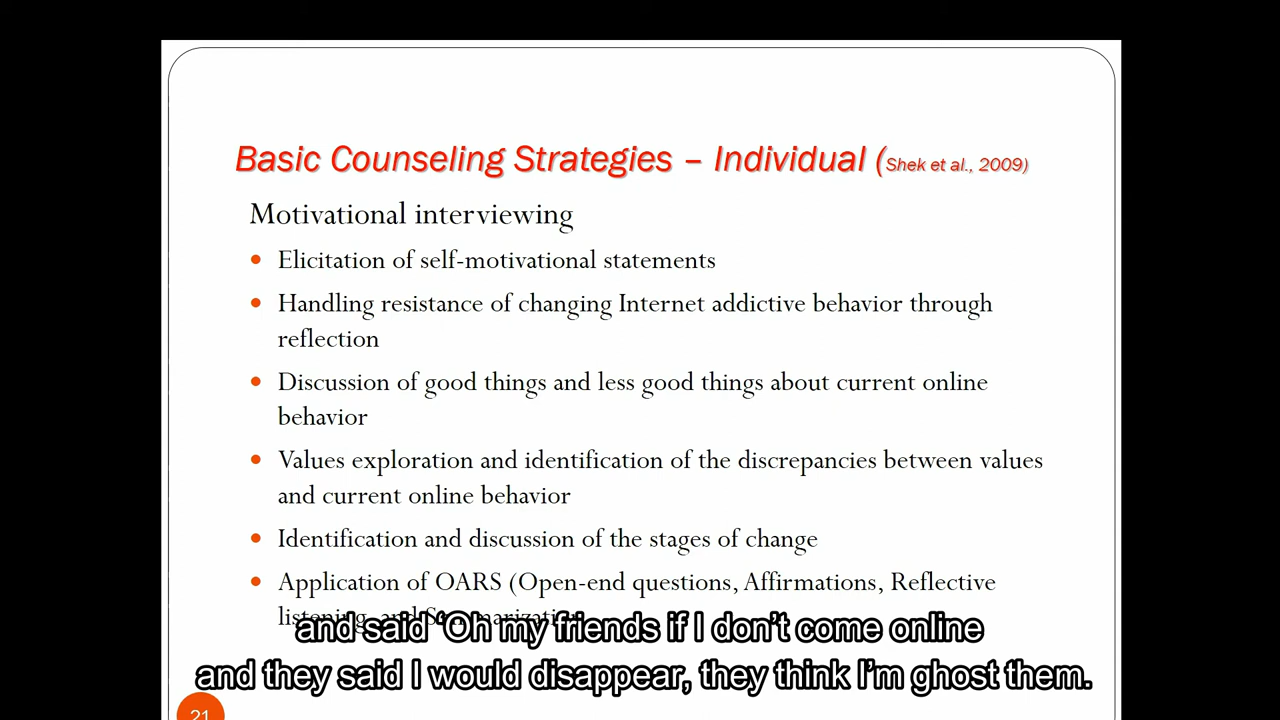 Basic Counseling Strategies – Individual (Shek et al., 2009)
Motivational interviewing
• Elicitation of self-motivational statements
• Handling resistance of changing Internet addictive behavior through
reflection
• Discussion of good things and less good things about current online
behavior
• Values exploration and identification of the discrepancies between values
and current online behavior
• Identification and discussion of the stages of change
• Application of OARS (Open-end questions, Affirmations, Reflective
listening, and
and said ‘Oh my friends if I don’t come online
and they said I would disappear, they think I’m ghost them.
21